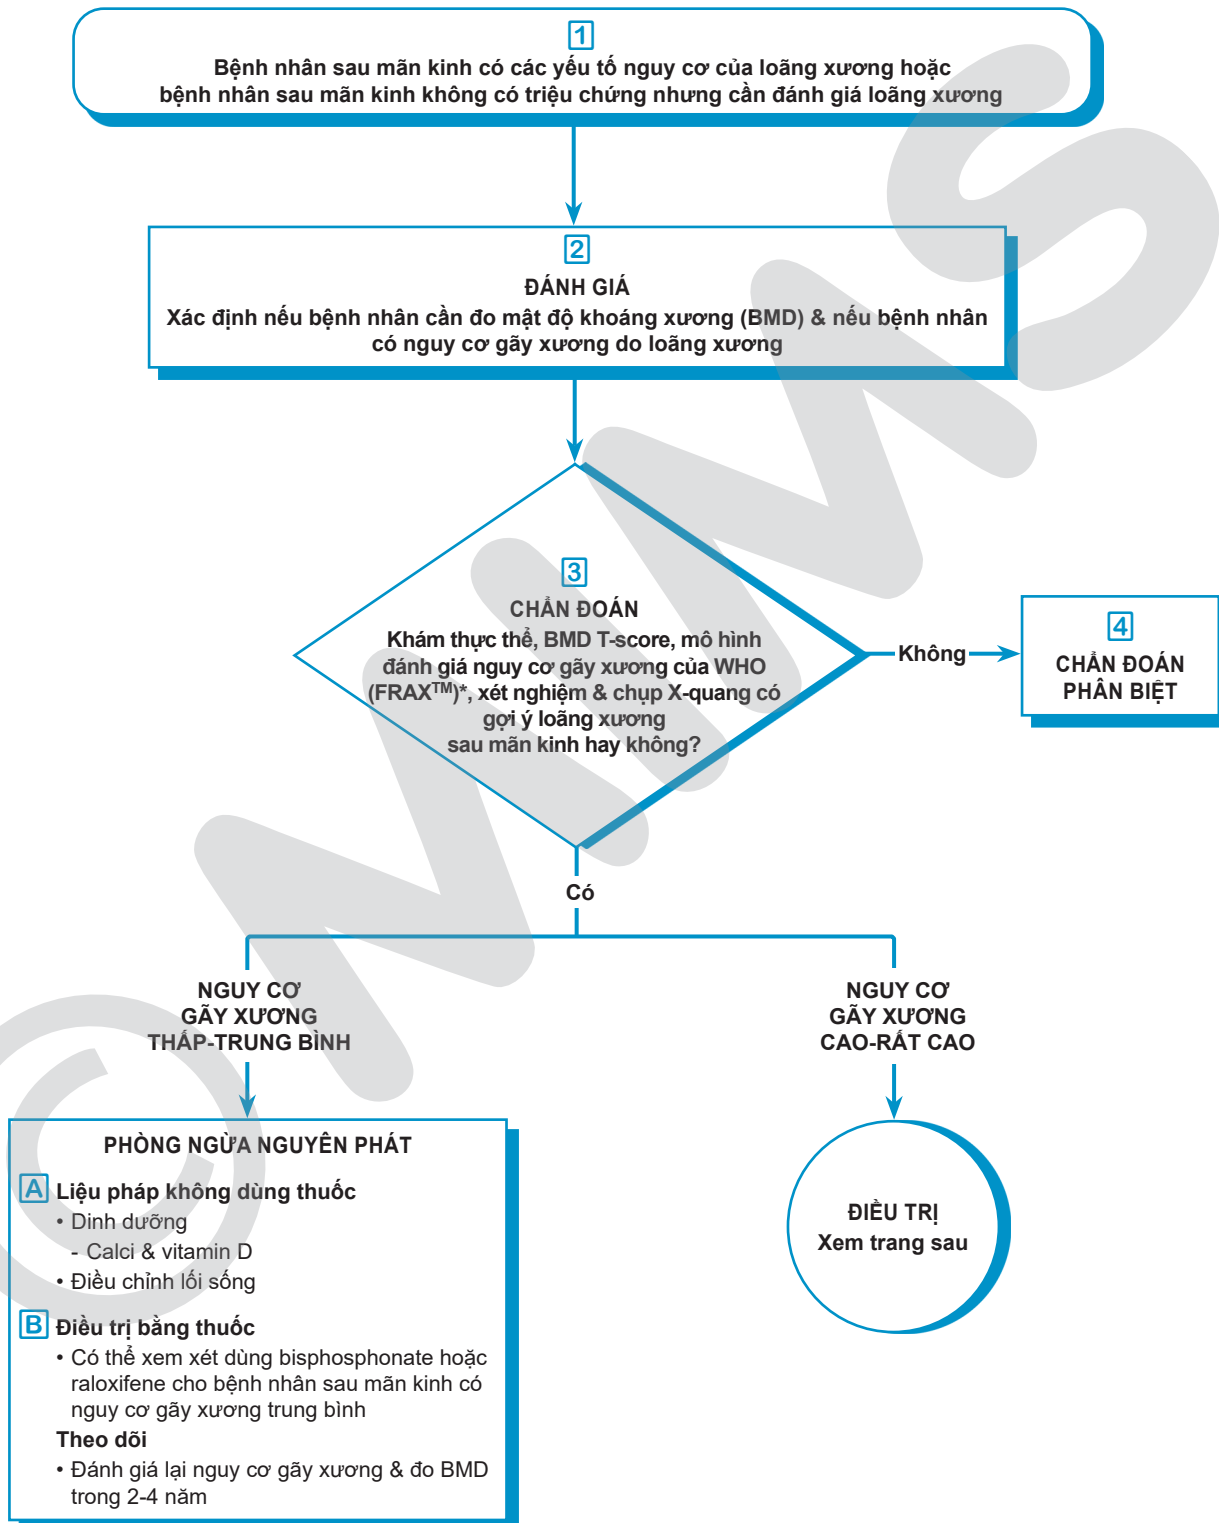 1
Bệnh nhân sau mãn kinh có các yếu tố nguy cơ của loãng xương hoặc
bệnh nhân sau mãn kinh không có triệu chứng nhưng cần đánh giá loãng xương
2
ĐÁNH GIÁ
Xác định nếu bệnh nhân cần đo mật độ khoáng xương (BMD) & nếu bệnh nhân
có nguy cơ gãy xương do loãng xương
3
CHẨN ĐOÁN
Khám thực thể, BMD T-score, mô hình
đánh giá nguy cơ gãy xương của WHO
(FRAX™)*, xét nghiệm & chụp X-quang có
gợi ý loãng xương
sau mãn kinh hay không?
Không
4
CHẨN ĐOÁN
PHÂN BIỆT
Có
NGUY CƠ
GÃY XƯƠNG
THẤP-TRUNG BÌNH
NGUY CƠ
GÃY XƯƠNG
CAO-RẤT CAO
PHÒNG NGỪA NGUYÊN PHÁT
A Liệu pháp không dùng thuốc
• Dinh dưỡng
- Calci & vitamin D
• Điều chỉnh lối sống
B Điều trị bằng thuốc
• Có thể xem xét dùng bisphosphonate hoặc
raloxifene cho bệnh nhân sau mãn kinh có
nguy cơ gãy xương trung bình
Theo dõi
• Đánh giá lại nguy cơ gãy xương & đo BMD
trong 2-4 năm
ĐIỀU TRỊ
Xem trang sau
©MIMS